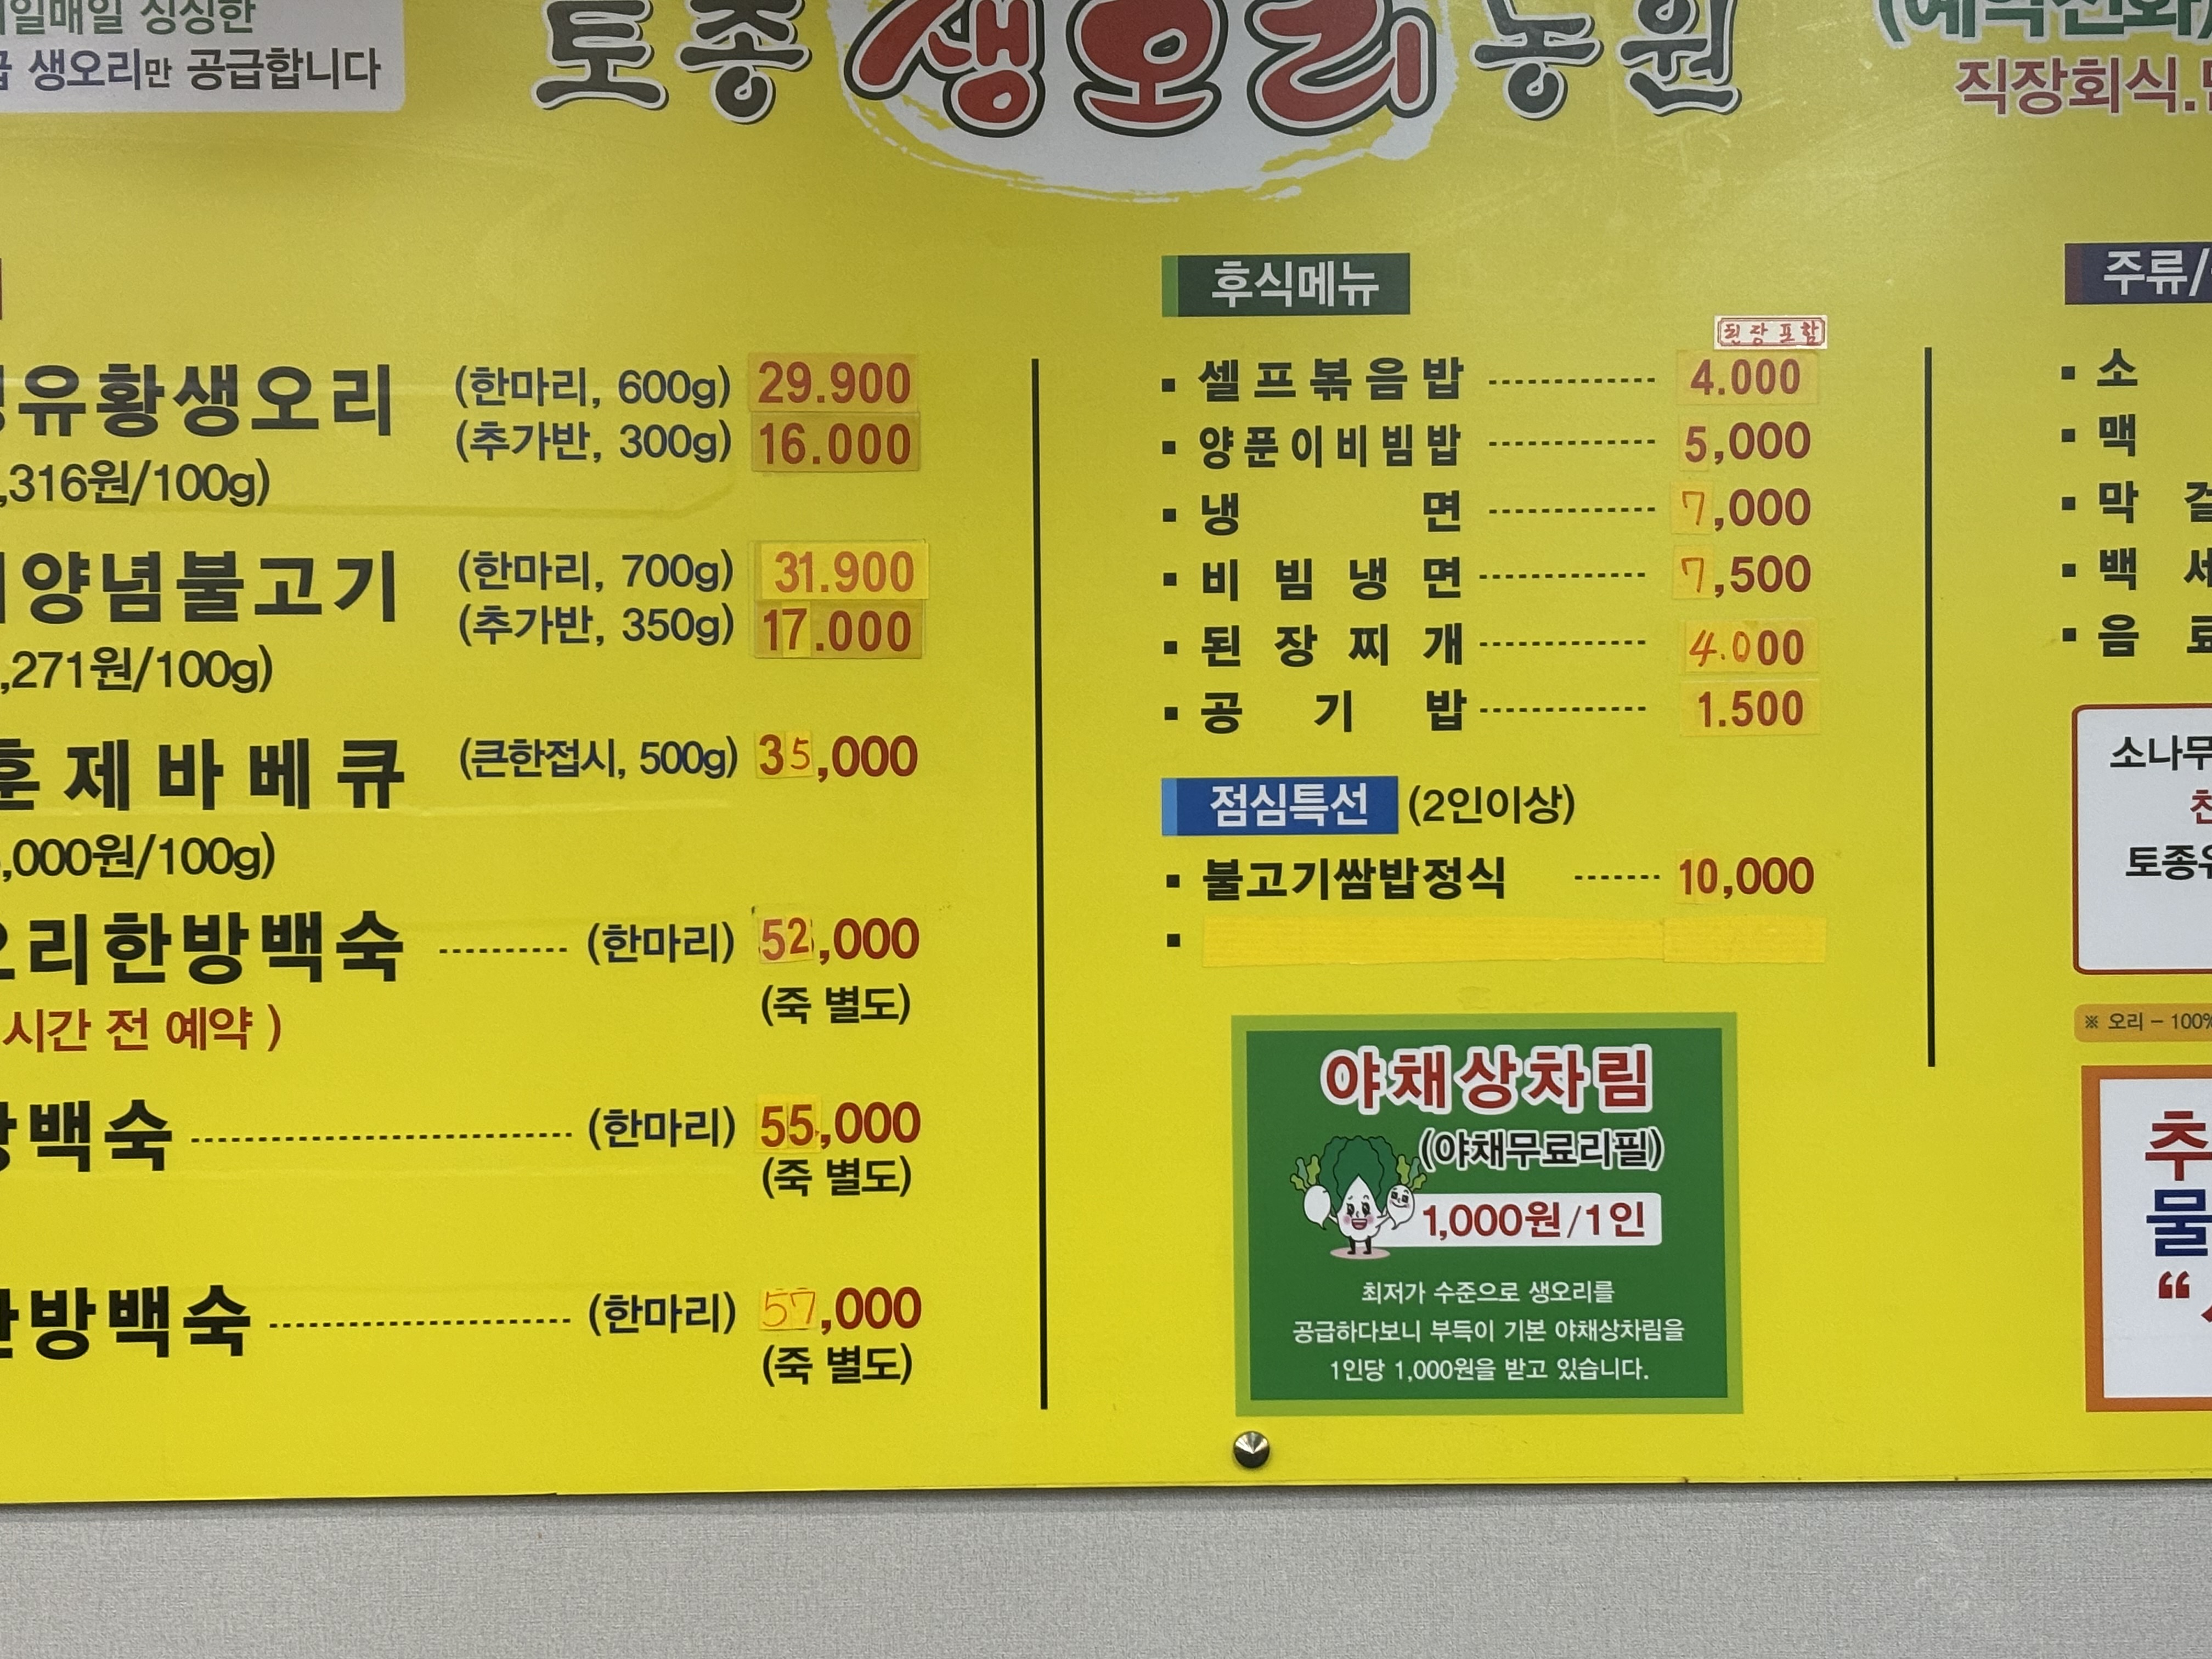 매일매일 싱싱한
생오리만 공급합니다
토종 생오리 농원
(예약전화)
직장회식.
유황생오리 (한마리, 600g) 29.900
(추가반, 300g) 16.000
,316원/100g)
양념불고기 (한마리, 700g) 31.900
(추가반, 350g) 17.000
,271원/100g)
훈제바베큐 (큰한접시, 500g) 35,000
,000원/100g)
오리한방백숙 (한마리) 52,000
(죽 별도)
시간 전 예약 )
백숙 (한마리) 55,000
(죽 별도)
방백숙 (한마리) 57,000
(죽 별도)
후식메뉴
된장포함
▪ 셀프볶음밥 4.000
▪ 양푼이비빔밥 5,000
▪ 냉면 7,000
▪ 비빔냉면 7,500
▪ 된장찌개 4.000
▪ 공기밥 1.500
점심특선 (2인이상)
▪ 불고기쌈밥정식 10,000
▪
야채상차림
(야채무료리필)
1,000원/1인
최저가 수준으로 생오리를
공급하다보니 부득이 기본 야채상차림을
1인당 1,000원을 받고 있습니다.
주류/
▪ 소
▪ 맥
▪ 막 걸
▪ 백 세
▪ 음 료
소나무
토종유
※ 오리 - 100%
추
물
“